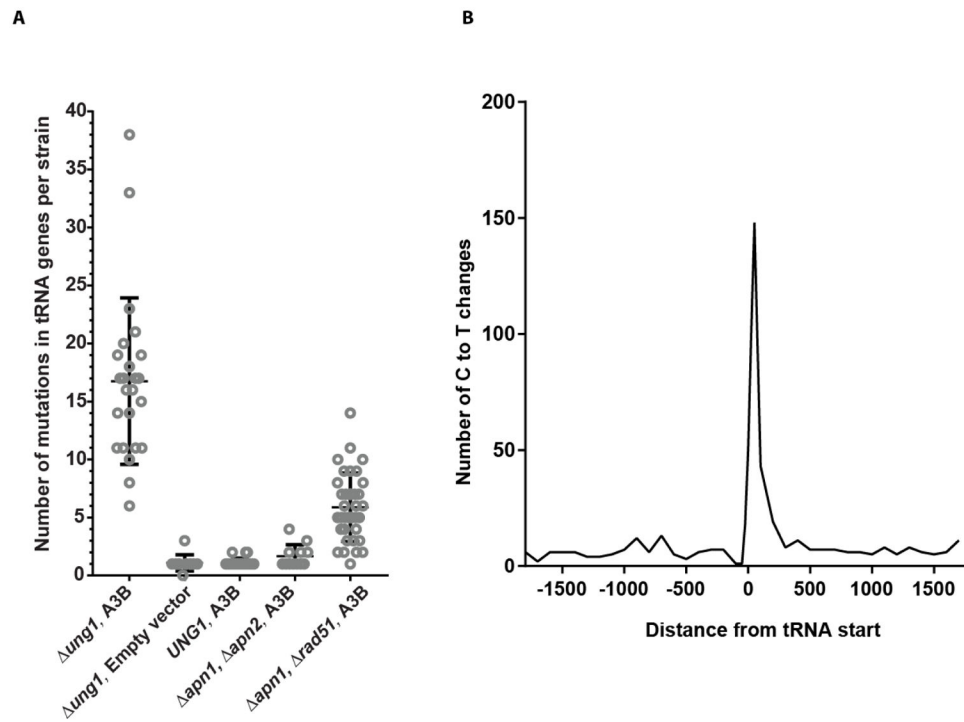 A
B
Number of mutations in tRNA genes per strain
40
35
30
25
20
15
10
5
0
Δung1, A3B
Δung1, Empty vector
UNG1, A3B
Δapn1, Δapn2, A3B
Δapn1, Δrad51, A3B
Number of C to T changes
200
150
100
50
0
-1500 -1000 -500 0 500 1000 1500
Distance from tRNA start